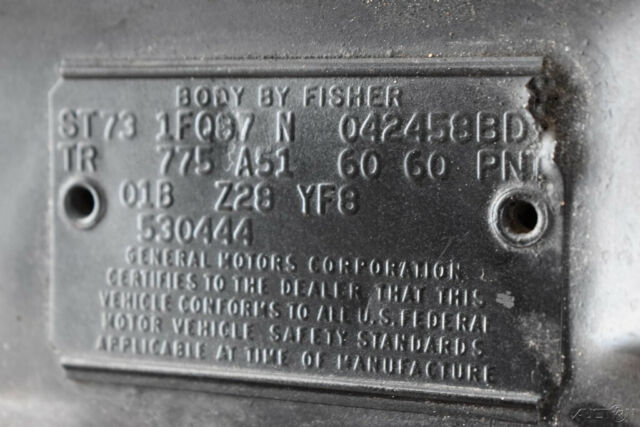 BODY BY FISHER
ST73 1FQ87 N 042458BDY
TR 775 A51 60 60 PNT
01B Z28 YF8
530444
GENERAL MOTORS CORPORATION
CERTIFIES TO THE DEALER THAT THIS
VEHICLE CONFORMS TO ALL U.S. FEDERAL
MOTOR VEHICLE SAFETY STANDARDS
APPLICABLE AT TIME OF MANUFACTURE